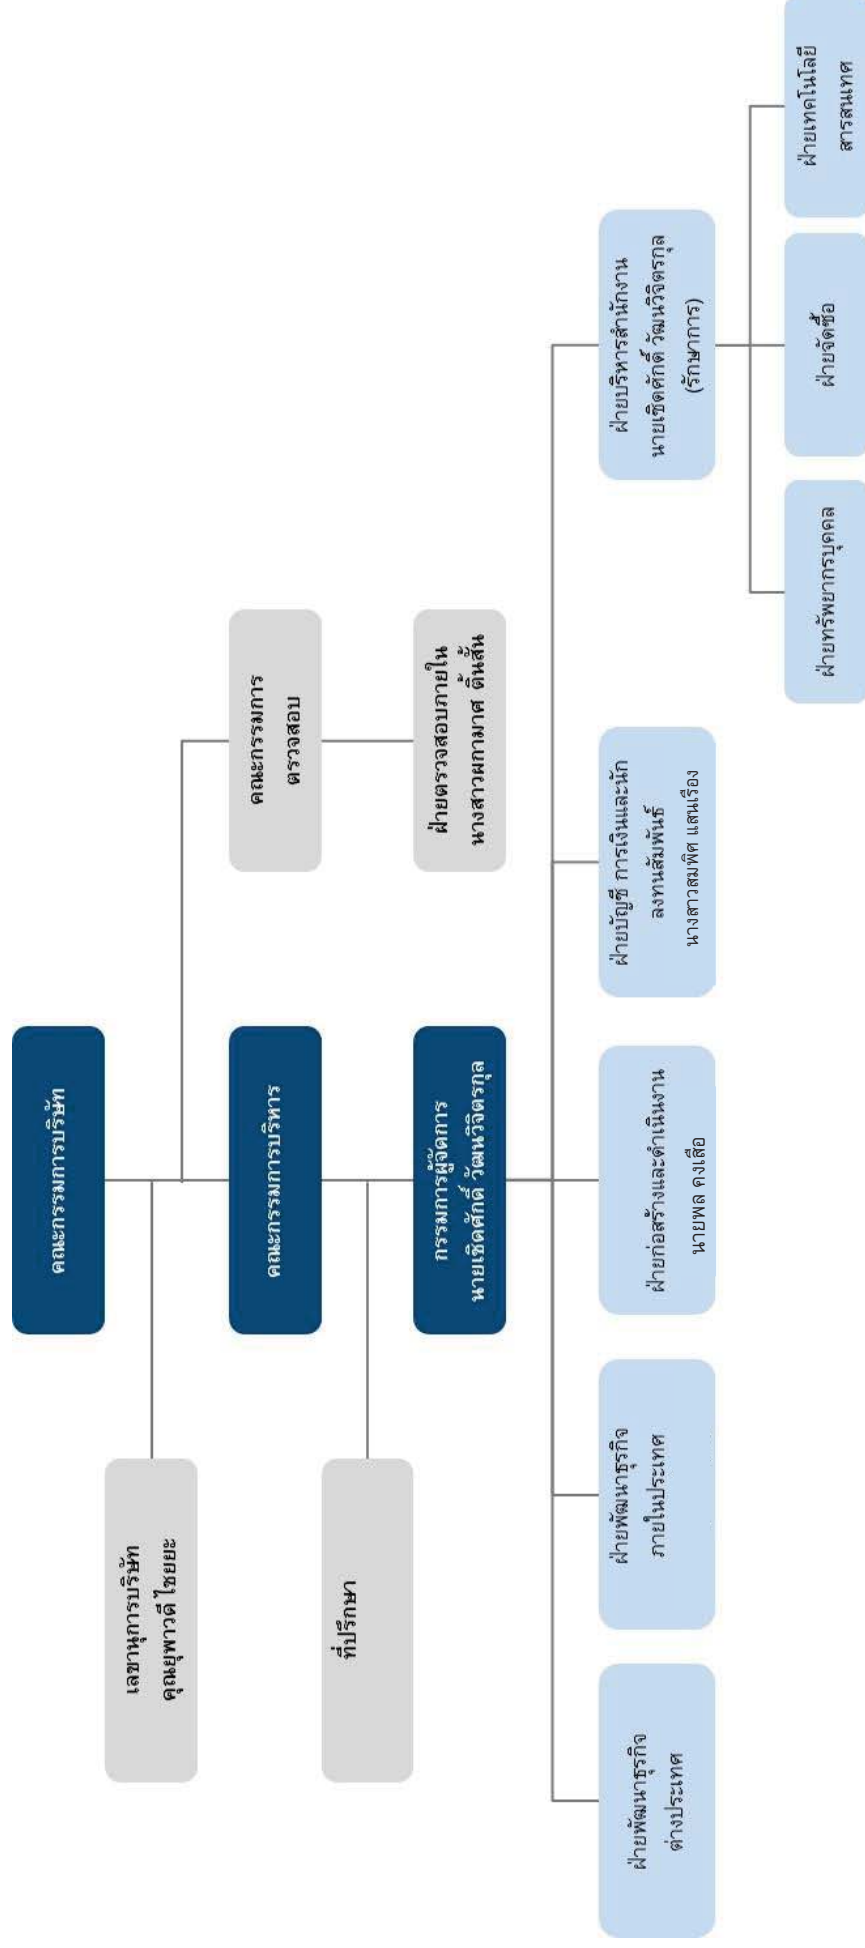 คณะกรรมการบริษัท
เลขานุการบริษัท
คุณยุพาวดี ไชยยะ
คณะกรรมการบริหาร
คณะกรรมการ
ตรวจสอบ
ที่ปรึกษา
กรรมการผู้จัดการ
นายเชิดศักดิ์ วัฒนวิจิตรกุล
ฝ่ายตรวจสอบภายใน
นางสาวผกามาศ ติ้นสั้น
ฝ่ายพัฒนาธุรกิจ
ต่างประเทศ
ฝ่ายพัฒนาธุรกิจ
ภายในประเทศ
ฝ่ายก่อสร้างและดำเนินงาน
นายพล คงเสือ
ฝ่ายบัญชี การเงินและนัก
ลงทุนสัมพันธ์
นางสาวสมพิศ แสนเรือง
ฝ่ายบริหารสำนักงาน
นายเชิดศักดิ์ วัฒนวิจิตรกุล
(รักษาการ)
ฝ่ายทรัพยากรบุคคล
ฝ่ายจัดซื้อ
ฝ่ายเทคโนโลยี
สารสนเทศ